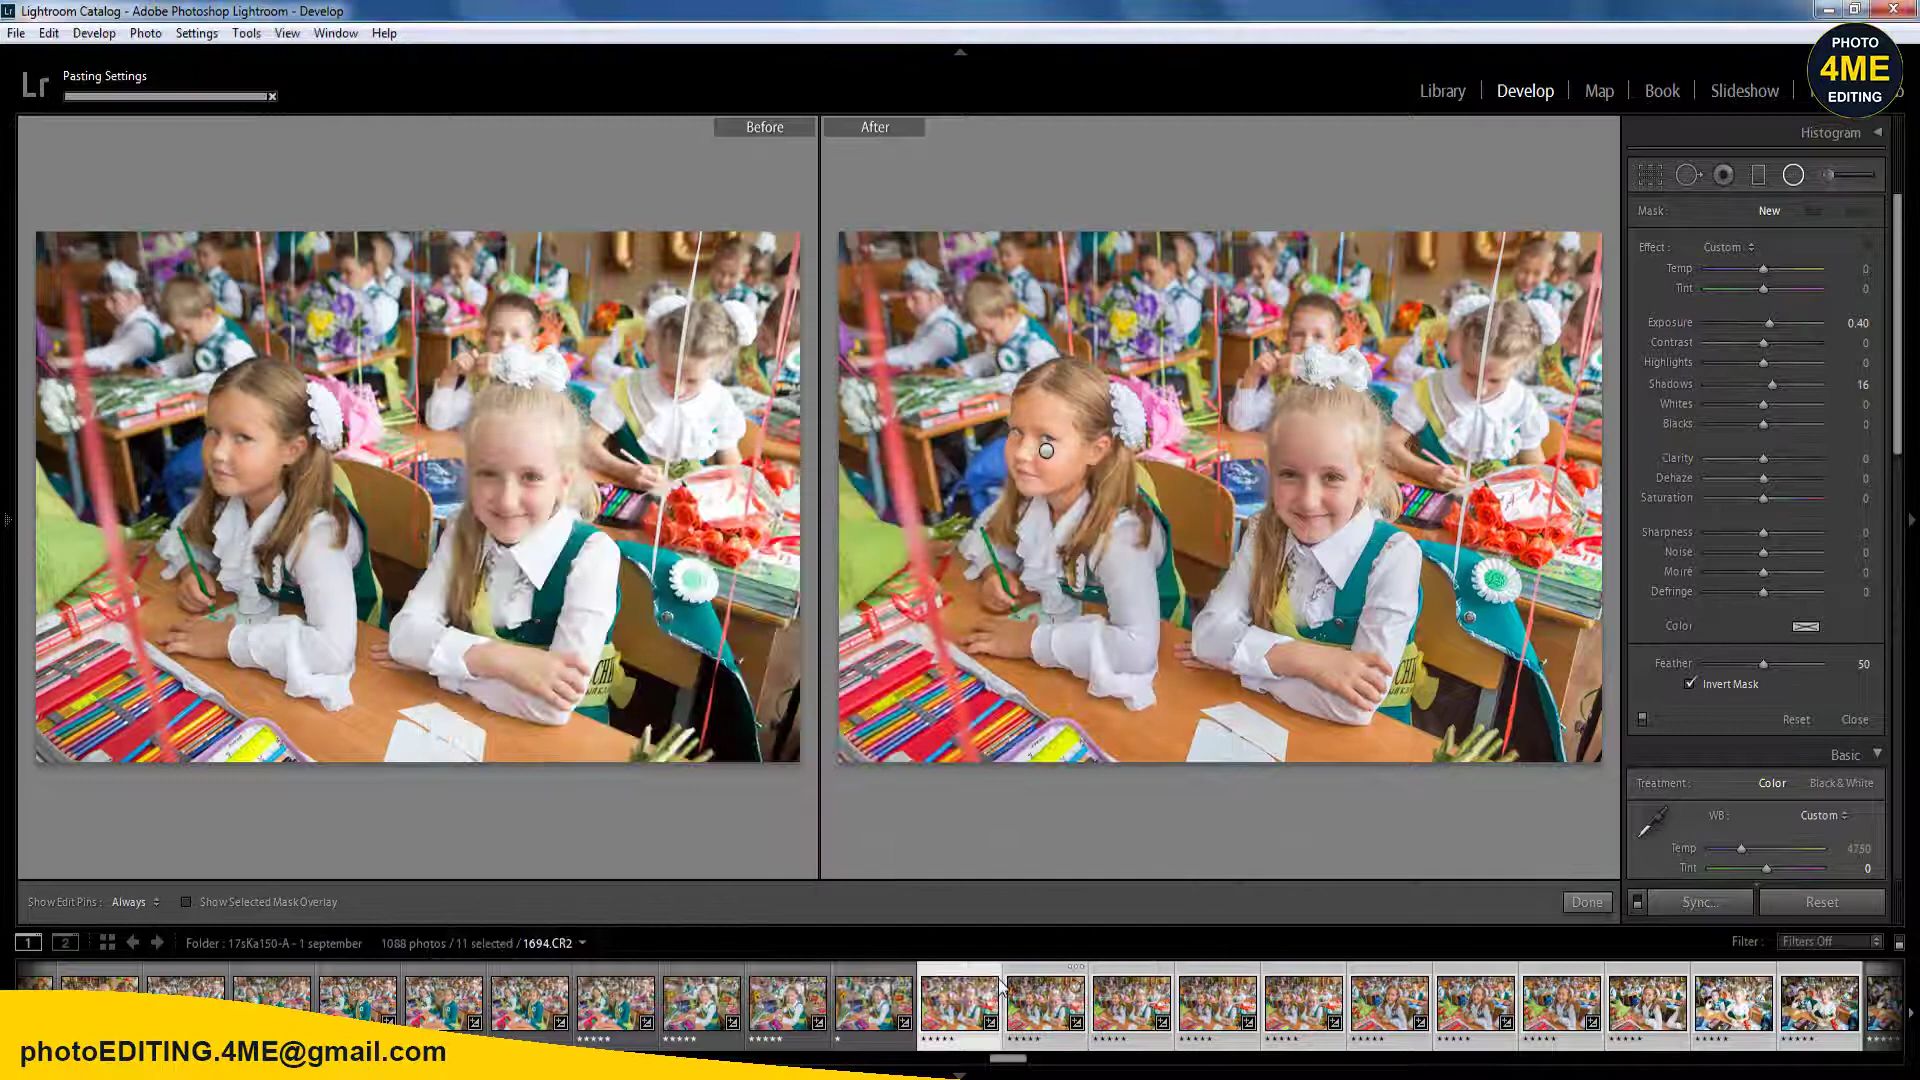 Lightroom Catalog - Adobe Photoshop Lightroom - Develop
File Edit Develop Photo Settings Tools View Window Help
PHOTO
4ME
EDITING
Lr
Pasting Settings
Library | Develop | Map | Book | Slideshow |
Before
After
Histogram
Mask : New
Effect : Custom
Temp 0
Tint 0
Exposure 0.40
Contrast 0
Highlights 0
Shadows 16
Whites 0
Blacks 0
Clarity 0
Dehaze 0
Saturation 0
Sharpness 0
Noise 0
Moiré 0
Defringe 0
Color
Feather 50
Invert Mask
Reset Close
Basic
Treatment : Color Black & White
WB : Custom
Temp 4750
Tint 0
Show Edit Pins : Always Show Selected Mask Overlay Done
Sync... Reset
1 2 Folder : 17sKa150-A - 1 september 1088 photos / 11 selected / 1694.CR2
Filter : Filters Off
photoEDITING.4ME@gmail.com